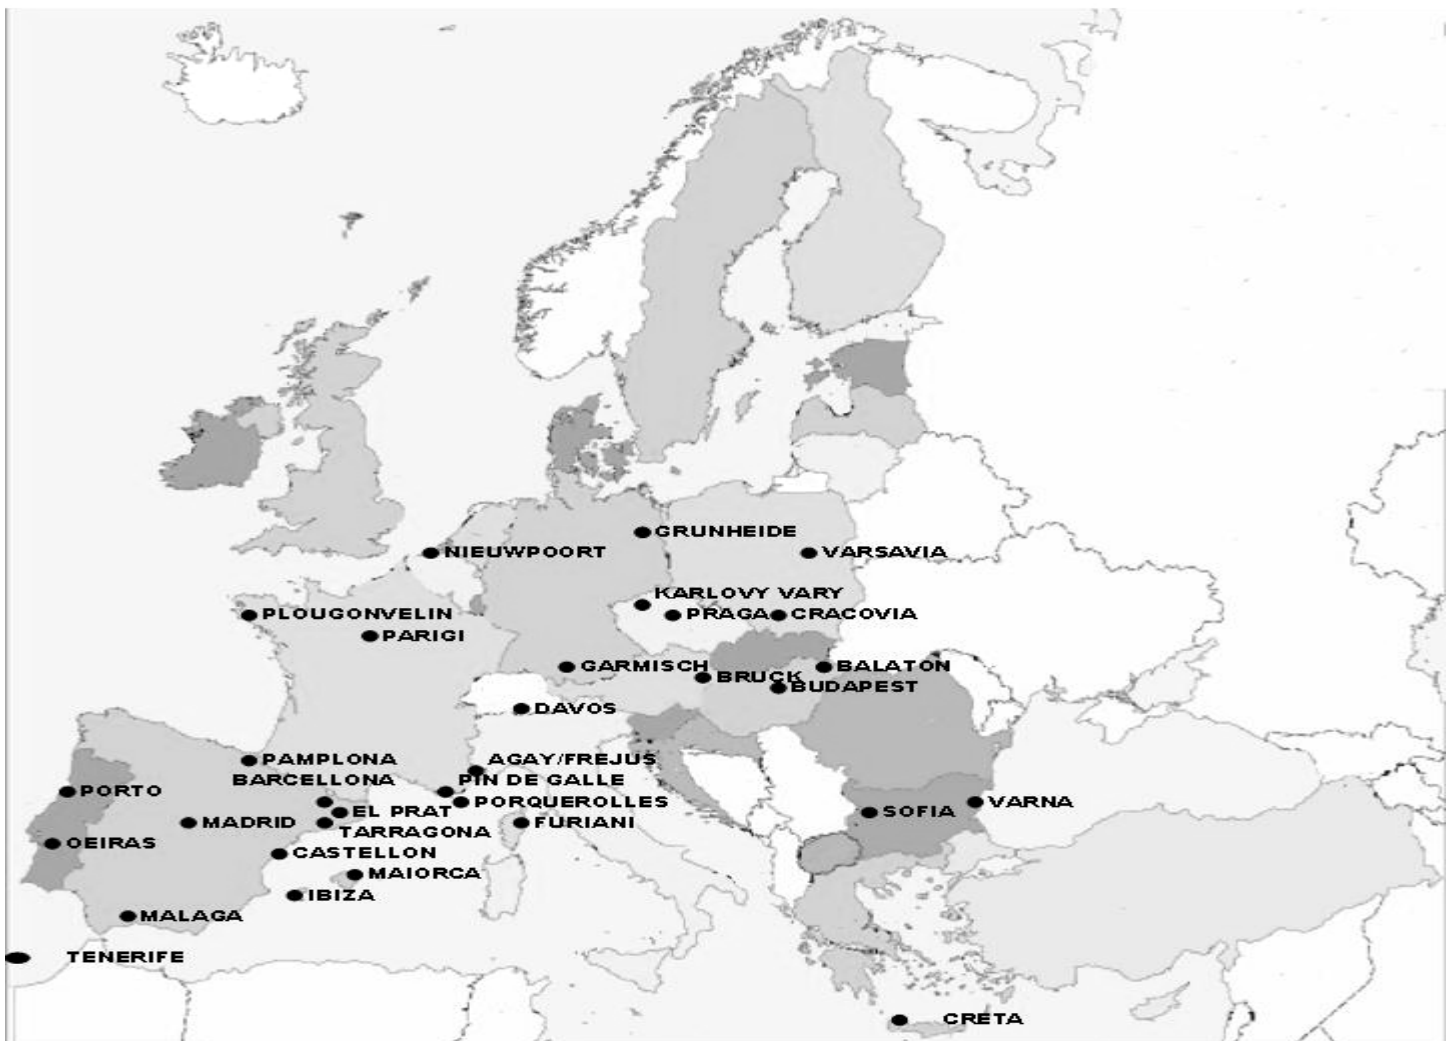 GRUNHEIDE
NIEUWPOORT
VARSAVIA
KARLOVY VARY
PLOUGONVELIN
PRAGA
CRACOVIA
PARIGI
GARMISCH
BALATON
BRUCK
BUDAPEST
DAVOS
PAMPLONA
AGAY/FREJUS
BARCELLONA
PIN DE GALLE
PORTO
PORQUEROLLES
VARNA
EL PRAT
SOFIA
MADRID
TARRAGONA
FURIANI
OEIRAS
CASTELLON
MAIORCA
IBIZA
MALAGA
TENERIFE
CRETA